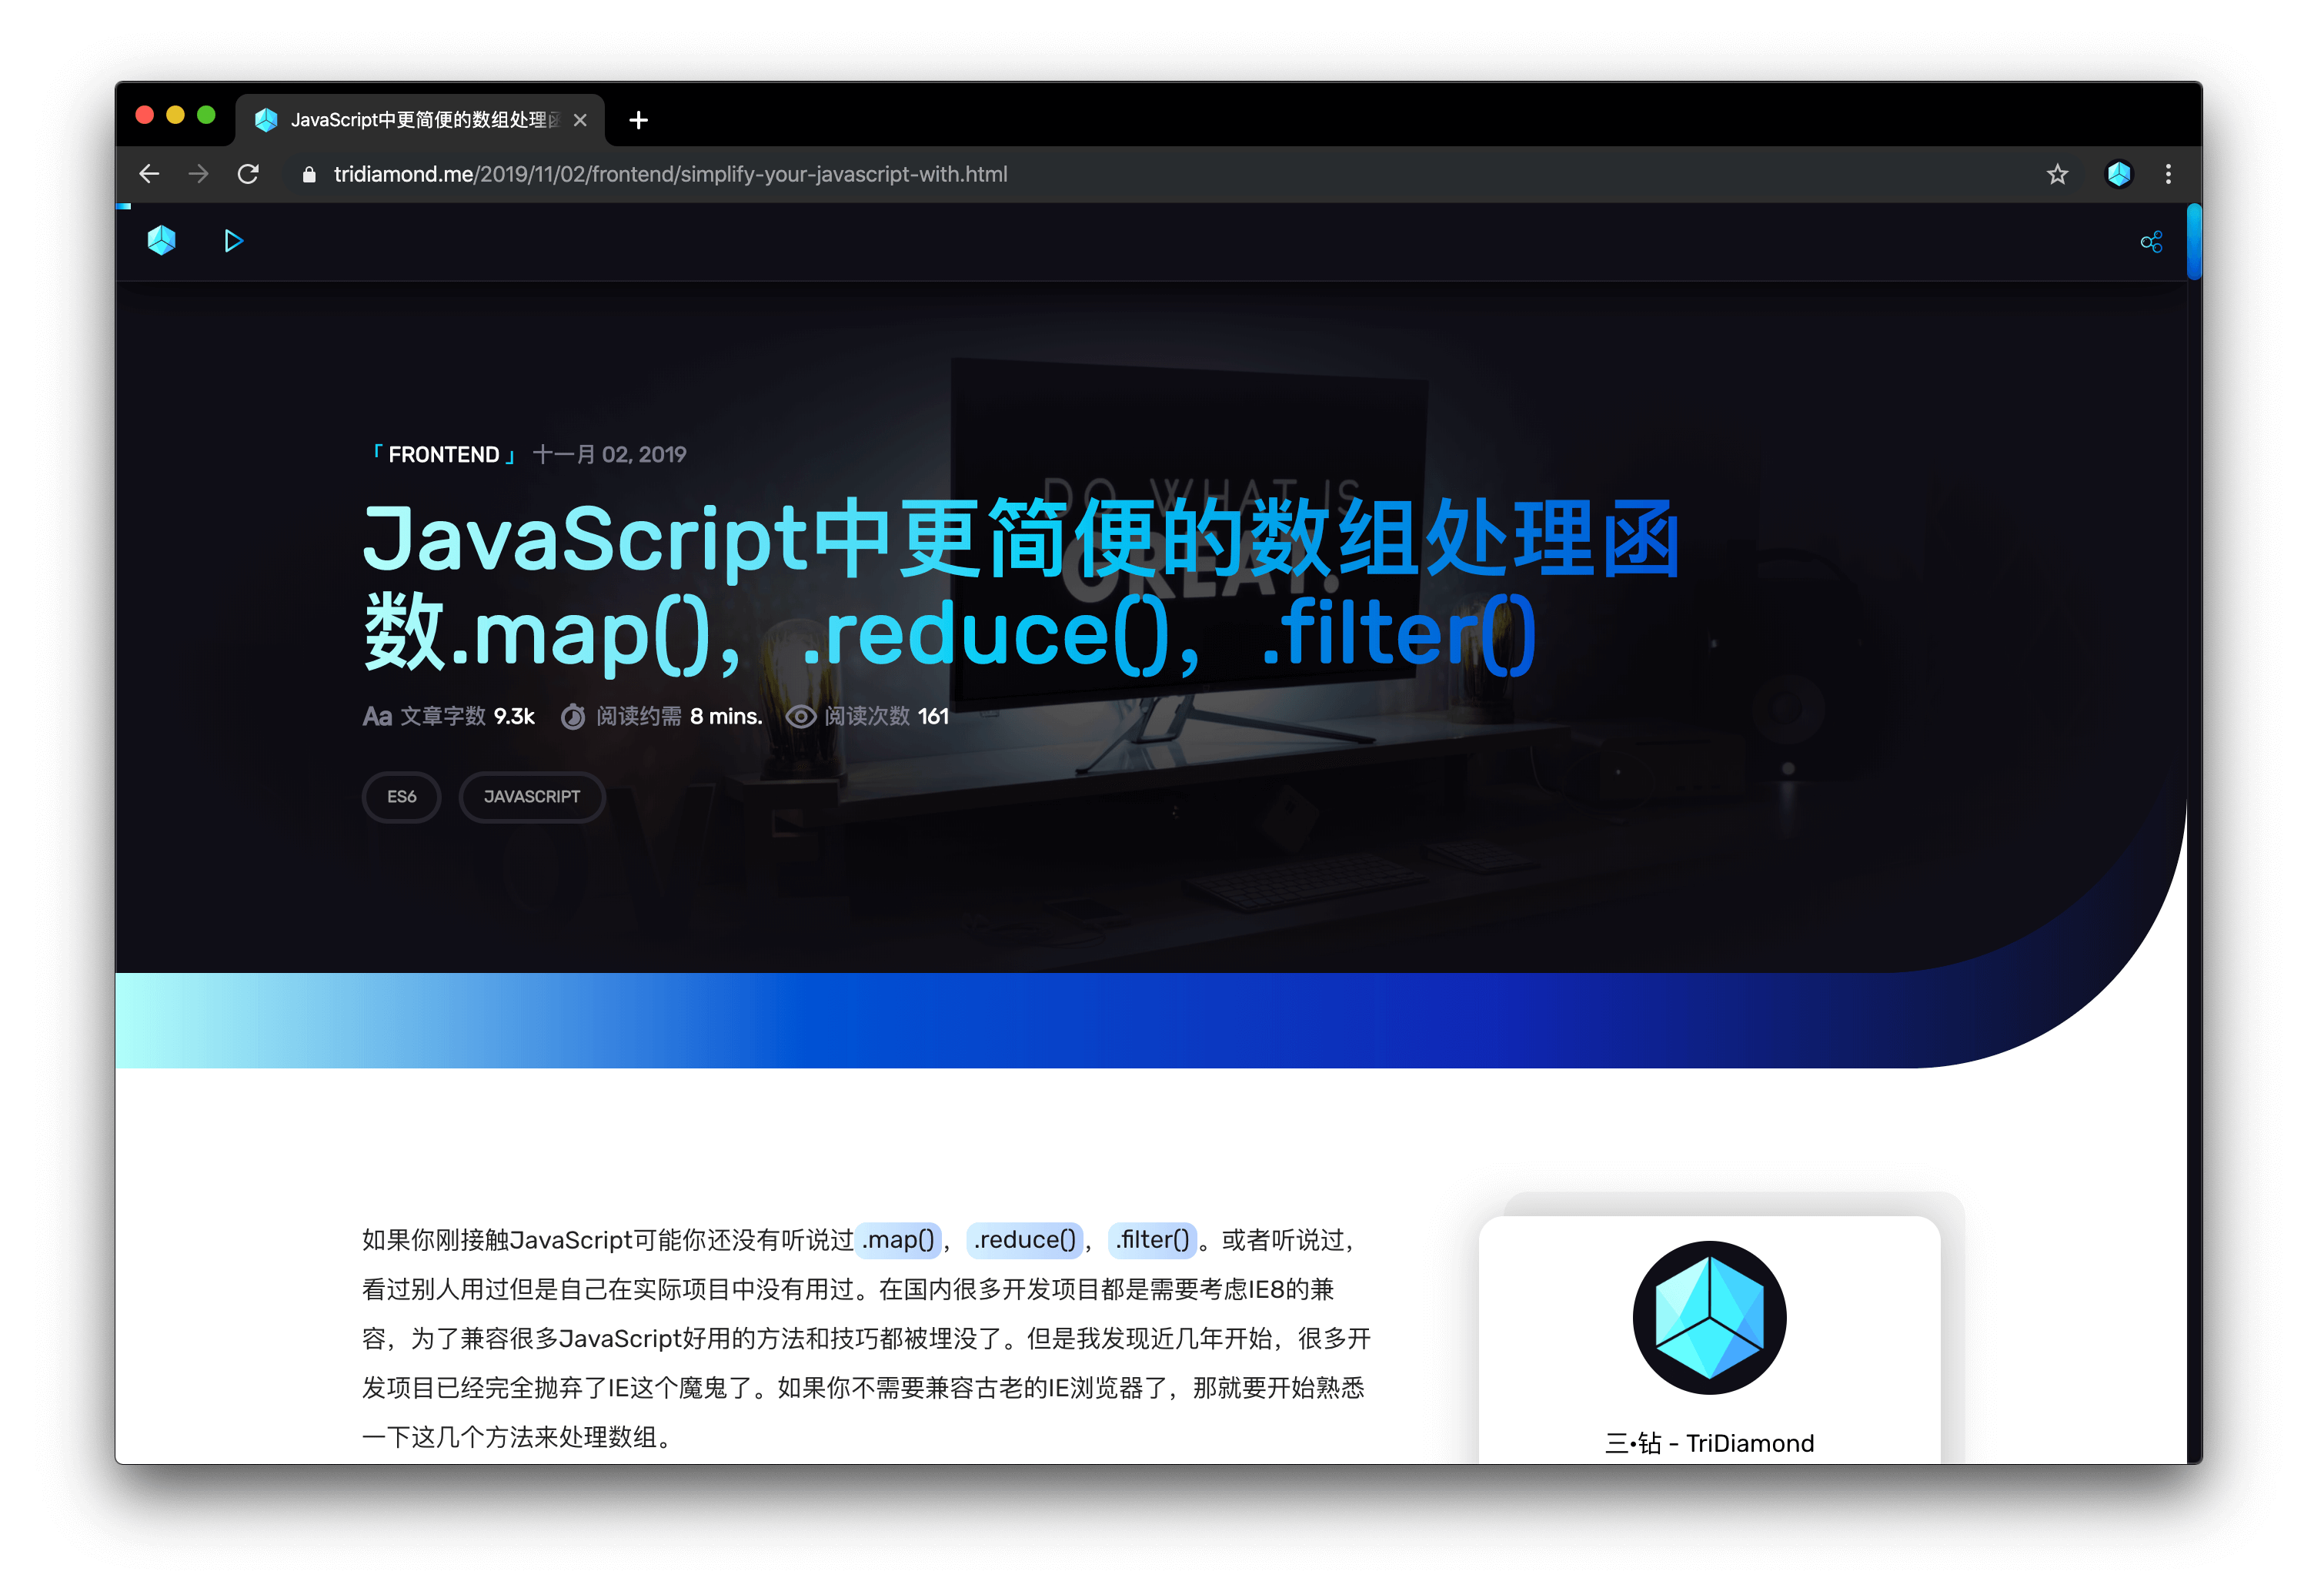 JavaScript中更简便的数组处理函
tridiamond.me/2019/11/02/frontend/simplify-your-javascript-with.html
「 FRONTEND 」 十一月 02, 2019
DO WHAT IS
GREAT.
JavaScript中更简便的数组处理函
数.map()，.reduce()，.filter()
Aa 文章字数 9.3k 阅读约需 8 mins. 阅读次数 161
ES6 JAVASCRIPT
如果你刚接触JavaScript可能你还没有听说过 .map() ， .reduce() ， .filter() 。或者听说过，
看过别人用过但是自己在实际项目中没有用过。在国内很多开发项目都是需要考虑IE8的兼
容，为了兼容很多JavaScript好用的方法和技巧都被埋没了。但是我发现近几年开始，很多开
发项目已经完全抛弃了IE这个魔鬼了。如果你不需要兼容古老的IE浏览器了，那就要开始熟悉
一下这几个方法来处理数组。
三•钻 - TriDiamond